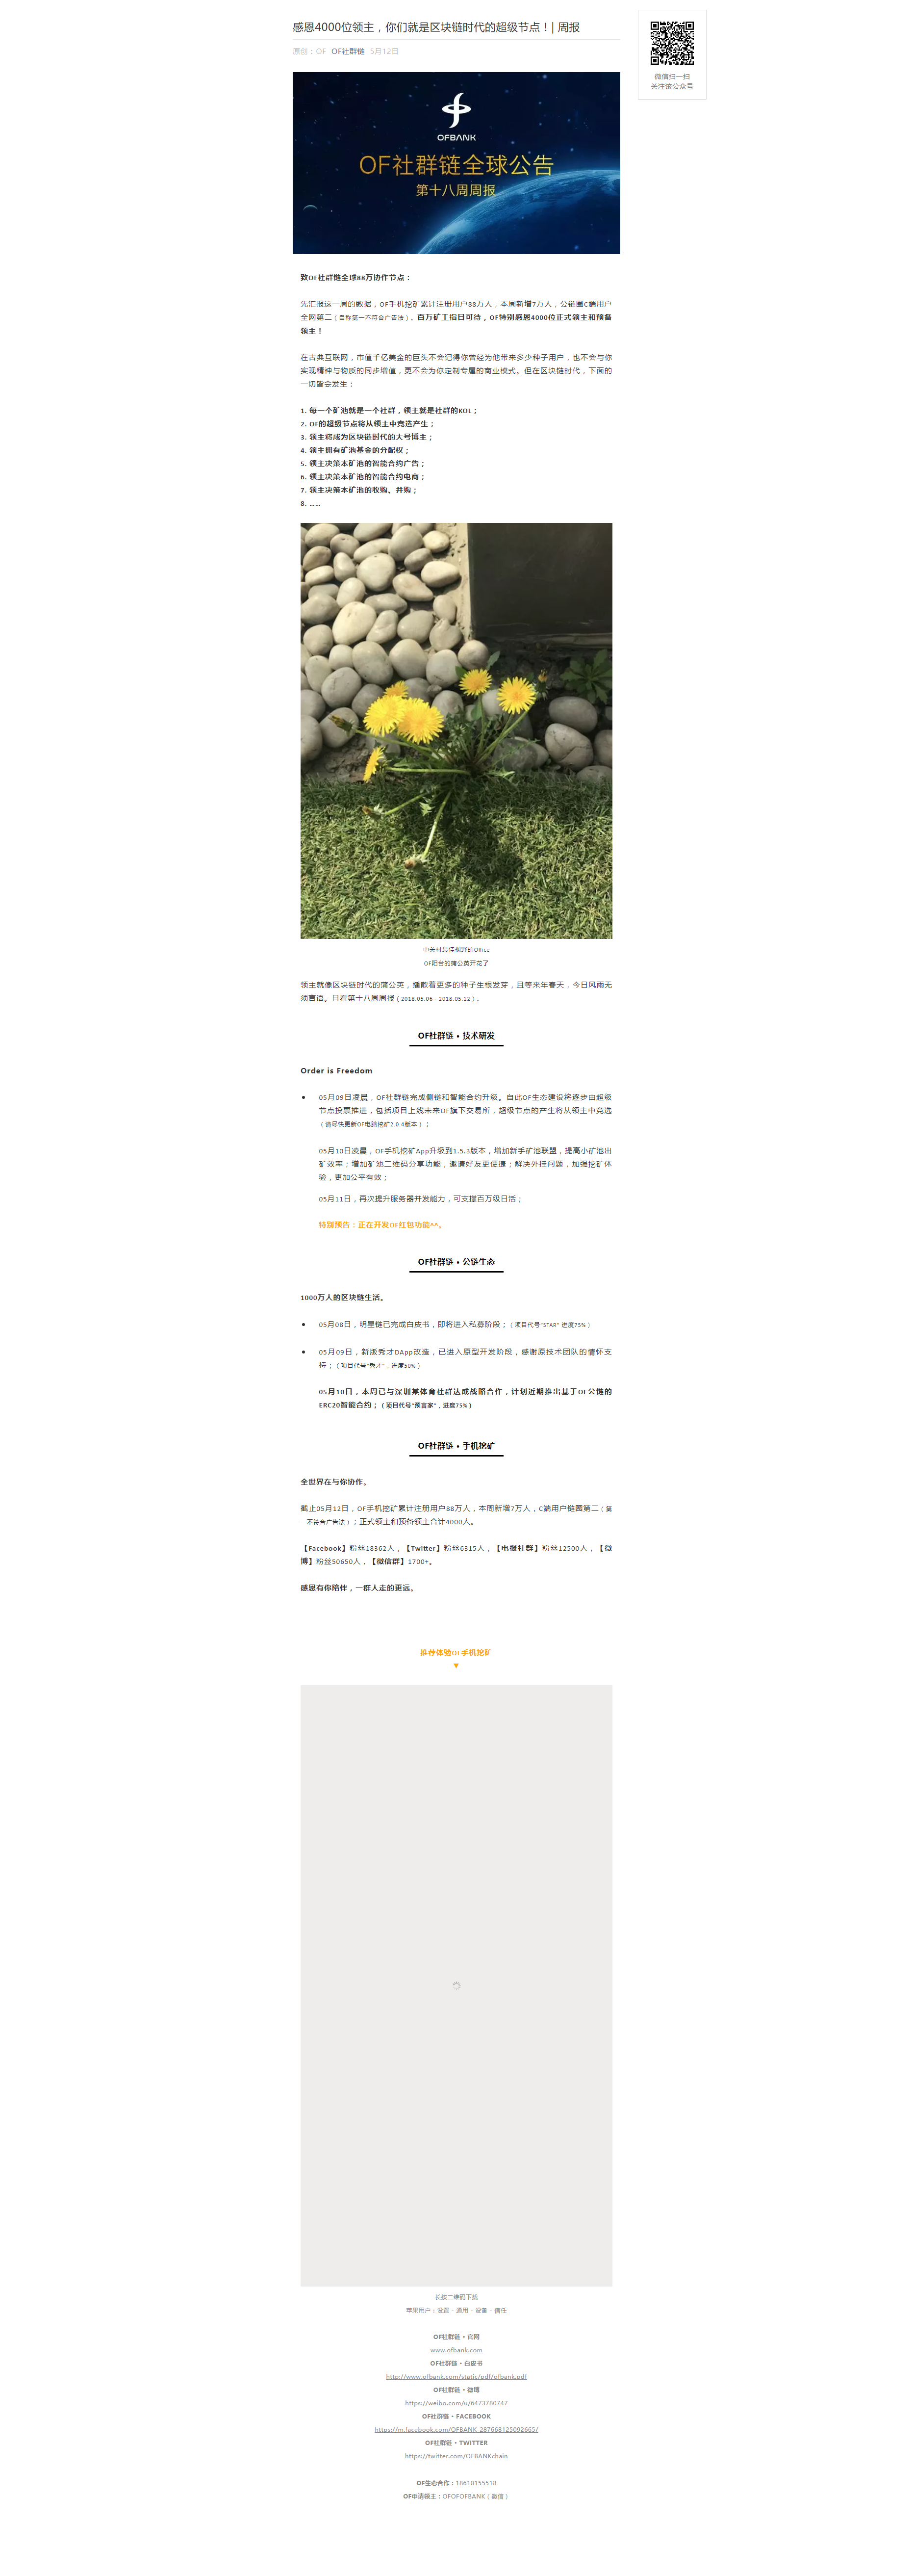 感恩4000位领主，你们就是区块链时代的超级节点！| 周报
原创： OF OF社群链 5月12日
微信扫一扫
关注该公众号
OFBANK
OF社群链全球公告
第十八周周报
致OF社群链全球88万协作节点：
先汇报这一周的数据，OF手机挖矿累计注册用户88万人，本周新增7万人，公链圈C端用户
全网第二（自称第一不符合广告法）。百万矿工指日可待，OF特别感恩4000位正式领主和预备
领主！
在古典互联网，市值千亿美金的巨头不会记得你曾经为他带来多少种子用户，也不会与你
实现精神与物质的同步增值，更不会为你定制专属的商业模式。但在区块链时代，下面的
一切皆会发生：
1. 每一个矿池就是一个社群，领主就是社群的KOL；
2. OF的超级节点将从领主中竞选产生；
3. 领主将成为区块链时代的大号博主；
4. 领主拥有矿池基金的分配权；
5. 领主决策本矿池的智能合约广告；
6. 领主决策本矿池的智能合约电商；
7. 领主决策本矿池的收购、并购；
8. ……
中关村最佳视野的Office
OF阳台的蒲公英开花了
领主就像区块链时代的蒲公英，播散着更多的种子生根发芽，且等来年春天，今日风雨无
须言语。且看第十八周周报（2018.05.06 - 2018.05.12）。
OF社群链 • 技术研发
Order is Freedom
05月09日凌晨，OF社群链完成侧链和智能合约升级。自此OF生态建设将逐步由超级
节点投票推进，包括项目上线未来OF旗下交易所，超级节点的产生将从领主中竞选
（请尽快更新OF电脑挖矿2.0.4版本）；
05月10日凌晨，OF手机挖矿App升级到1.5.3版本，增加新手矿池联盟，提高小矿池出
矿效率；增加矿池二维码分享功能，邀请好友更便捷；解决外挂问题，加强挖矿体
验，更加公平有效；
05月11日，再次提升服务器并发能力，可支撑百万级日活；
特别预告：正在开发OF红包功能^^。
OF社群链 • 公链生态
1000万人的区块链生活。
05月08日，明星链已完成白皮书，即将进入私募阶段；（项目代号“STAR” 进度75%）
05月09日，新版秀才DApp改造，已进入原型开发阶段，感谢原技术团队的情怀支
持；（项目代号“秀才”，进度50%）
05月10日，本周已与深圳某体育社群达成战略合作，计划近期推出基于OF公链的
ERC20智能合约；（项目代号“预言家”，进度75%）
OF社群链 • 手机挖矿
全世界在与你协作。
截止05月12日，OF手机挖矿累计注册用户88万人，本周新增7万人，C端用户链圈第二（第
一不符合广告法）；正式领主和预备领主合计4000人。
【Facebook】粉丝18362人，【Twitter】粉丝6315人，【电报社群】粉丝12500人，【微
博】粉丝50650人，【微信群】1700+。
感恩有你陪伴，一群人走的更远。
推荐体验OF手机挖矿
▼
长按二维码下载
苹果用户：设置 - 通用 - 设备 - 信任
OF社群链 • 官网
www.ofbank.com
OF社群链 • 白皮书
http://www.ofbank.com/static/pdf/ofbank.pdf
OF社群链 • 微博
https://weibo.com/u/6473780747
OF社群链 • FACEBOOK
https://m.facebook.com/OFBANK-287668125092665/
OF社群链 • TWITTER
https://twitter.com/OFBANKchain
OF生态合作：18610155518
OF申请领主：OFOFOFBANK（微信）